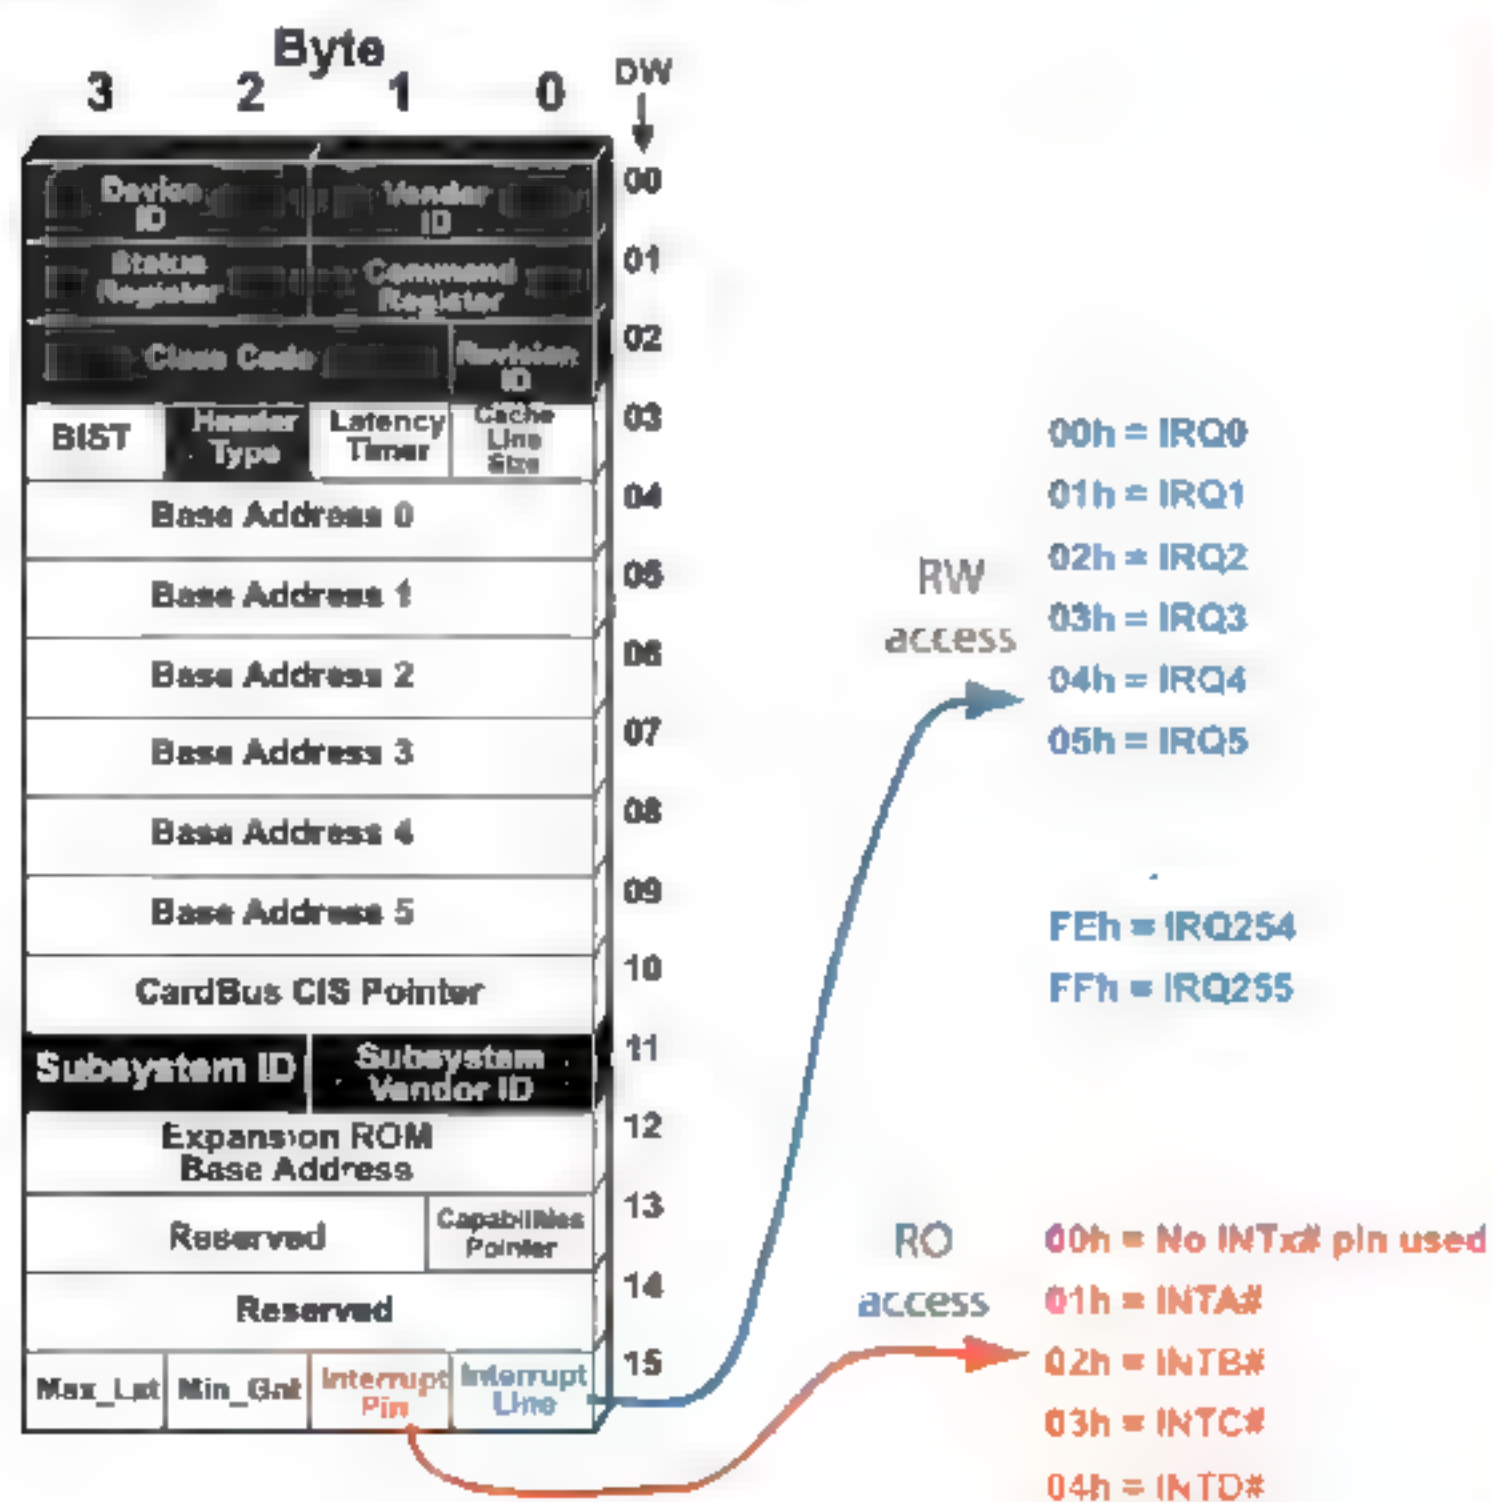 Byte
3 2 1 0 DW
Device ID
Vendor ID
00
Status Register
Command Register
01
Class Code
Revision ID
02
BIST
Header Type
Latency Timer
Cache Line Size
03
Base Address 0
04
Base Address 1
05
Base Address 2
06
Base Address 3
07
Base Address 4
08
Base Address 5
09
CardBus CIS Pointer
10
Subsystem ID
Subsystem Vendor ID
11
Expansion ROM
Base Address
12
Reserved
Capabilities Pointer
13
Reserved
14
Max_Lat
Min_Gnt
Interrupt Pin
Interrupt Line
15
RW
access
00h = IRQ0
01h = IRQ1
02h = IRQ2
03h = IRQ3
04h = IRQ4
05h = IRQ5
FEh = IRQ254
FFh = IRQ255
RO
access
00h = No INTx# pin used
01h = INTA#
02h = INTB#
03h = INTC#
04h = INTD#